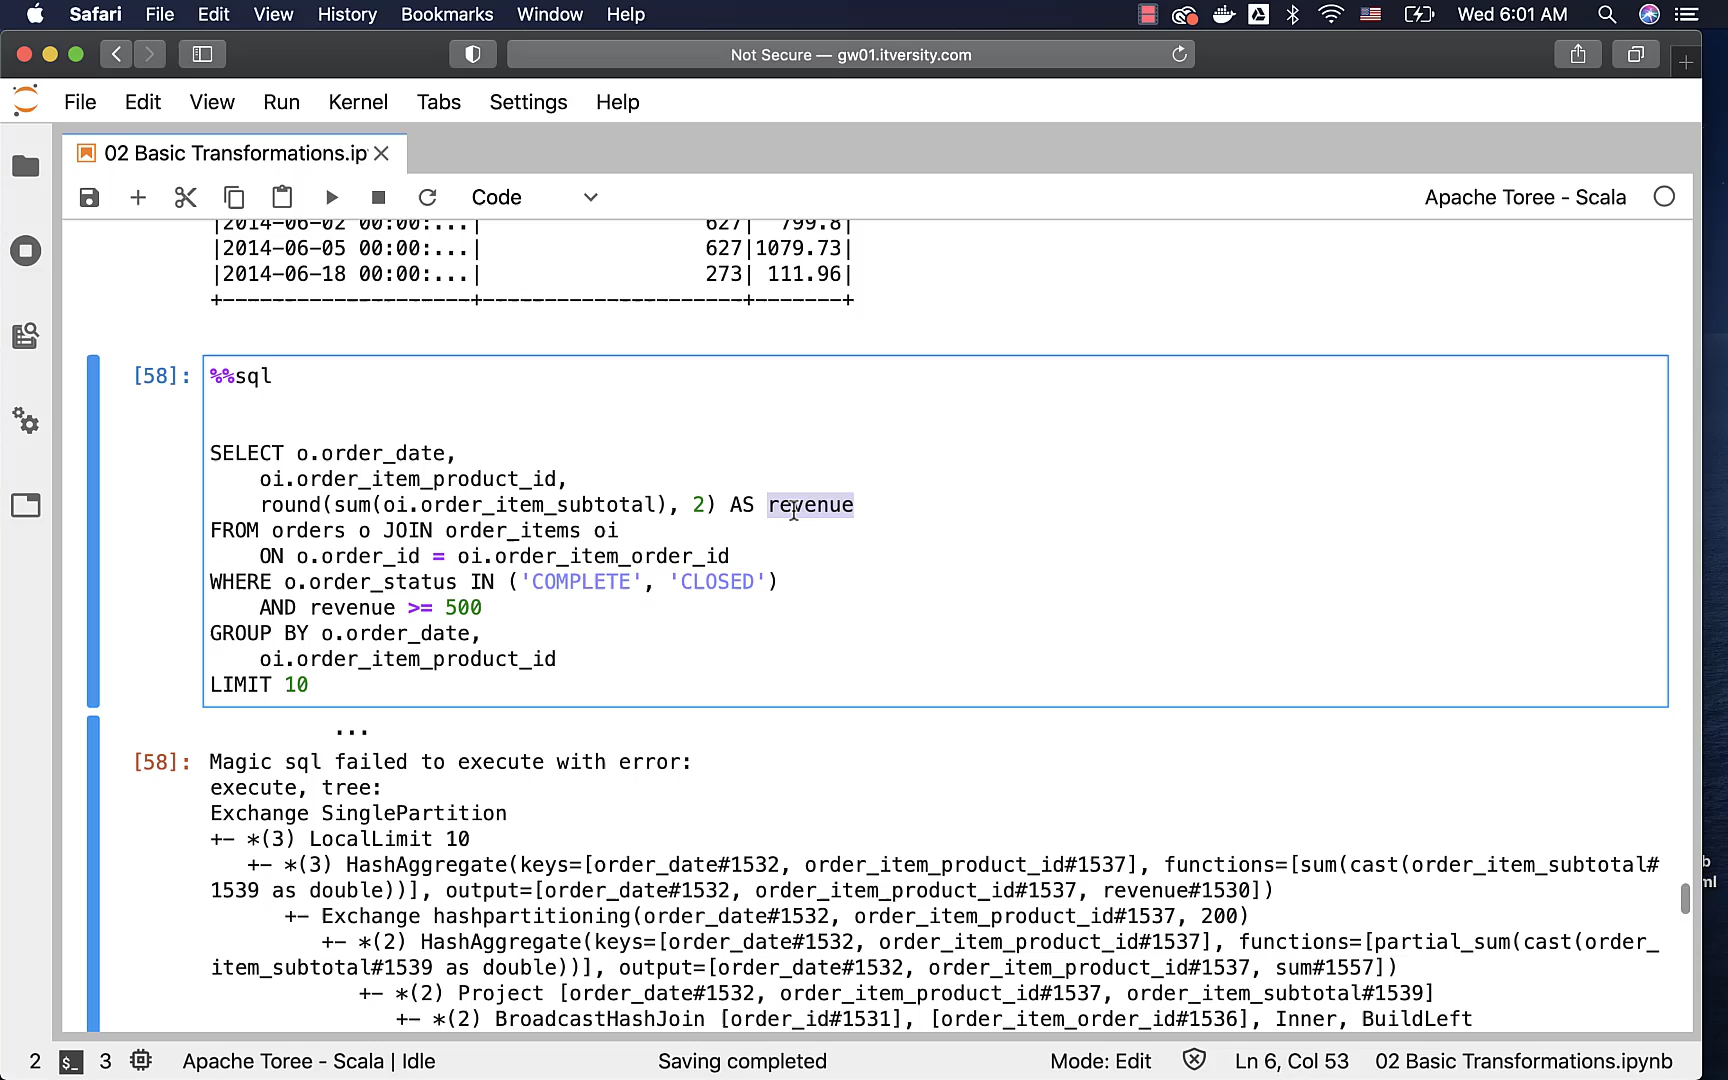 Safari File Edit View History Bookmarks Window Help Wed 6:01 AM
Not Secure — gw01.itversity.com
File Edit View Run Kernel Tabs Settings Help
02 Basic Transformations.ip
Code Apache Toree - Scala
|2014-06-02 00:00:...| 627| 799.8|
|2014-06-05 00:00:...| 627|1079.73|
|2014-06-18 00:00:...| 273| 111.96|
+--------------------+---------------------+-------+
[58]: %%sql
SELECT o.order_date,
oi.order_item_product_id,
round(sum(oi.order_item_subtotal), 2) AS revenue
FROM orders o JOIN order_items oi
ON o.order_id = oi.order_item_order_id
WHERE o.order_status IN ('COMPLETE', 'CLOSED')
AND revenue >= 500
GROUP BY o.order_date,
oi.order_item_product_id
LIMIT 10
...
[58]: Magic sql failed to execute with error:
execute, tree:
Exchange SinglePartition
+- *(3) LocalLimit 10
+- *(3) HashAggregate(keys=[order_date#1532, order_item_product_id#1537], functions=[sum(cast(order_item_subtotal#
1539 as double))], output=[order_date#1532, order_item_product_id#1537, revenue#1530])
+- Exchange hashpartitioning(order_date#1532, order_item_product_id#1537, 200)
+- *(2) HashAggregate(keys=[order_date#1532, order_item_product_id#1537], functions=[partial_sum(cast(order_
item_subtotal#1539 as double))], output=[order_date#1532, order_item_product_id#1537, sum#1557])
+- *(2) Project [order_date#1532, order_item_product_id#1537, order_item_subtotal#1539]
+- *(2) BroadcastHashJoin [order_id#1531], [order_item_order_id#1536], Inner, BuildLeft
2 $_ 3 Apache Toree - Scala | Idle Saving completed Mode: Edit Ln 6, Col 53 02 Basic Transformations.ipynb